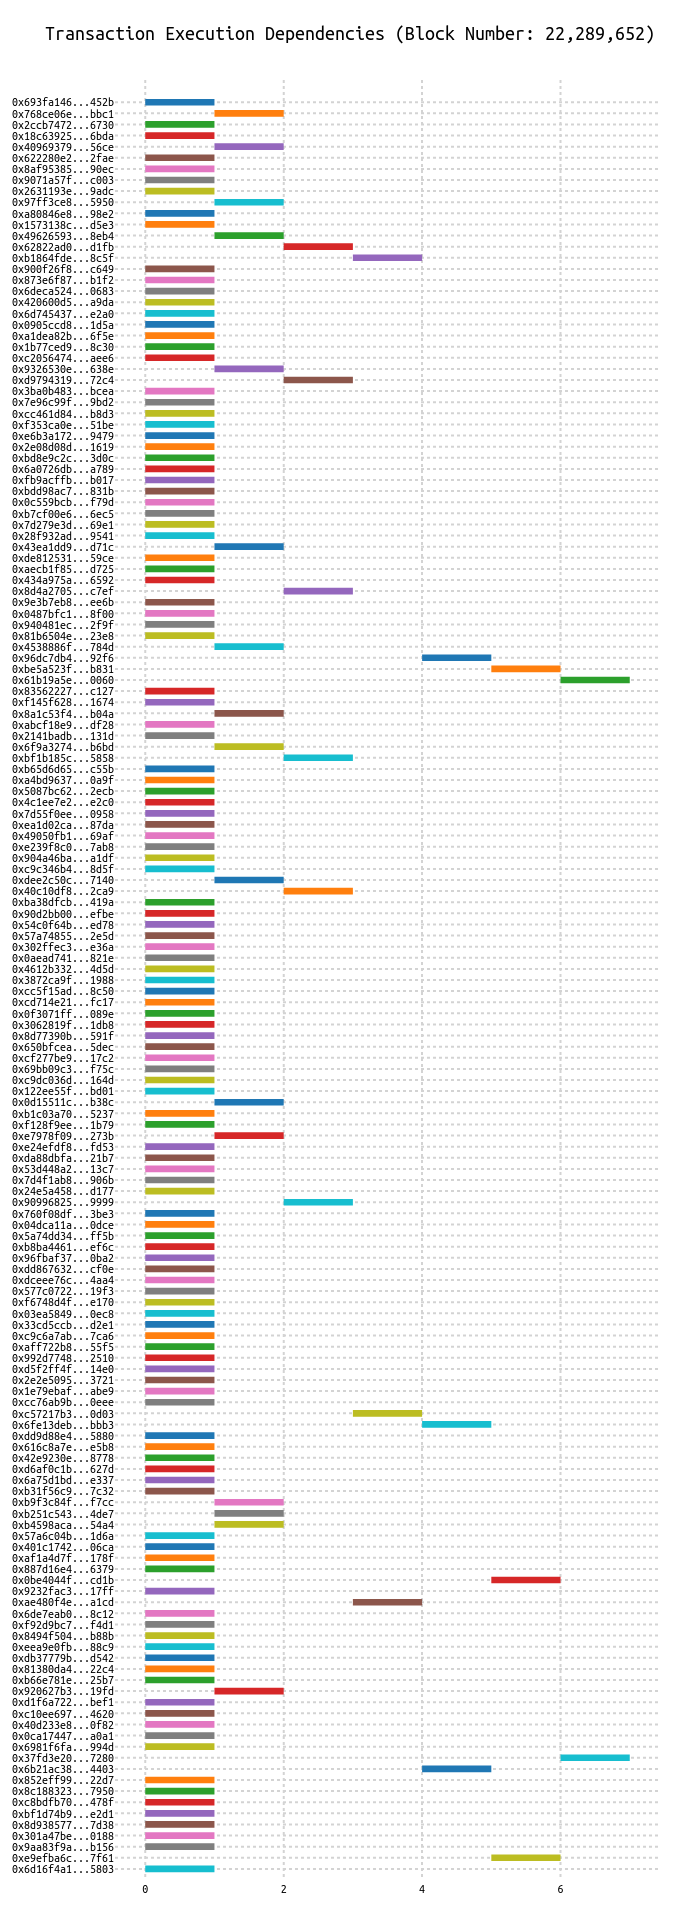 Transaction Execution Dependencies (Block Number: 22,289,652)
0x693fa146...452b
0x768ce06e...bbc1
0x2ccb7472...6730
0x18c63925...6bda
0x40969379...56ce
0x622280e2...2fae
0x8af95385...90ec
0x9071a57f...c003
0x2631193e...9adc
0x97ff3ce8...5950
0xa80846e8...98e2
0x1573138c...d5e3
0x49626593...8eb4
0x62822ad0...d1fb
0xb1864fde...8c5f
0x900f26f8...c649
0x873e6f87...b1f2
0x6deca524...0683
0x420600d5...a9da
0x6d745437...e2a0
0x0905ccd8...1d5a
0xa1dea82b...6f5e
0x1b77ced9...8c30
0xc2056474...aee6
0x9326530e...638e
0xd9794319...72c4
0x3ba0b483...bcea
0x7e96c99f...9bd2
0xcc461d84...b8d3
0xf353ca0e...51be
0xe6b3a172...9479
0x2e08d08d...1619
0xbd8e9c2c...3d0c
0x6a0726db...a789
0xfb9acffb...b017
0xbdd98ac7...831b
0x0c559bcb...f79d
0xb7cf00e6...6ec5
0x7d279e3d...69e1
0x28f932ad...9541
0x43ea1dd9...d71c
0xde812531...59ce
0xaecb1f85...d725
0x434a975a...6592
0x8d4a2705...c7ef
0x9e3b7eb8...ee6b
0x0487bfc1...8f00
0x940481ec...2f9f
0x81b6504e...23e8
0x4538886f...784d
0x96dc7db4...92f6
0xbe5a523f...b831
0x61b19a5e...0060
0x83562227...c127
0xf145f628...1674
0x8a1c53f4...b04a
0xabcf18e9...df28
0x2141badb...131d
0x6f9a3274...b6bd
0xbf1b185c...5858
0xb65d6d65...c55b
0xa4bd9637...0a9f
0x5087bc62...2ecb
0x4c1ee7e2...e2c0
0x7d55f0ee...0958
0xea1d02ca...87da
0x49050fb1...69af
0xe239f8c0...7ab8
0x904a46ba...a1df
0xc9c346b4...8d5f
0xdee2c50c...7140
0x40c10df8...2ca9
0xba38dfcb...419a
0x90d2bb00...efbe
0x54c0f64b...ed78
0x57a74855...2e5d
0x302ffec3...e36a
0x0aead741...821e
0x4612b332...4d5d
0x3872ca9f...1988
0xcc5f15ad...8c50
0xcd714e21...fc17
0x0f3071ff...089e
0x3062819f...1db8
0x8d77390b...591f
0x650bfcea...5dec
0xcf277be9...17c2
0x69bb09c3...f75c
0xc9dc036d...164d
0x122ee55f...bd01
0x0d15511c...b38c
0xb1c03a70...5237
0xf128f9ee...1b79
0xe7978f09...273b
0xe24efdf8...fd53
0xda88dbfa...21b7
0x53d448a2...13c7
0x7d4f1ab8...906b
0x24e5a458...d177
0x90996825...9999
0x760f08df...3be3
0x04dca11a...0dce
0x5a74dd34...ff5b
0xb8ba4461...ef6c
0x96fbaf37...0ba2
0xdd867632...cf0e
0xdceee76c...4aa4
0x577c0722...19f3
0xf6748d4f...e170
0x03ea5849...0ec8
0x33cd5ccb...d2e1
0xc9c6a7ab...7ca6
0xaff722b8...55f5
0x992d7748...2510
0xd5f2ff4f...14e0
0x2e2e5095...3721
0x1e79ebaf...abe9
0xcc76ab9b...0eee
0xc57217b3...0d03
0x6fe13deb...bbb3
0xdd9d88e4...5880
0x616c8a7e...e5b8
0x42e9230e...8778
0xd6af0c1b...627d
0x6a75d1bd...e337
0xb31f56c9...7c32
0xb9f3c84f...f7cc
0xb251c543...4de7
0xb4598aca...54a4
0x57a6c04b...1d6a
0x401c1742...06ca
0xaf1a4d7f...178f
0x887d16e4...6379
0x0be4044f...cd1b
0x9232fac3...17ff
0xae480f4e...a1cd
0x6de7eab0...8c12
0xf92d9bc7...f4d1
0x8494f504...b88b
0xeea9e0fb...88c9
0xdb37779b...d542
0x81380da4...22c4
0xb66e781e...25b7
0x920627b3...19fd
0xd1f6a722...bef1
0xc10ee697...4620
0x40d233e8...0f82
0x0ca17447...a0a1
0x6981f6fa...994d
0x37fd3e20...7280
0x6b21ac38...4403
0x852eff99...22d7
0x8c188323...7950
0xc8bdfb70...478f
0xbf1d74b9...e2d1
0x8d938577...7d38
0x301a47be...0188
0x9aa83f9a...b156
0xe9efba6c...7f61
0x6d16f4a1...5803
0 2 4 6